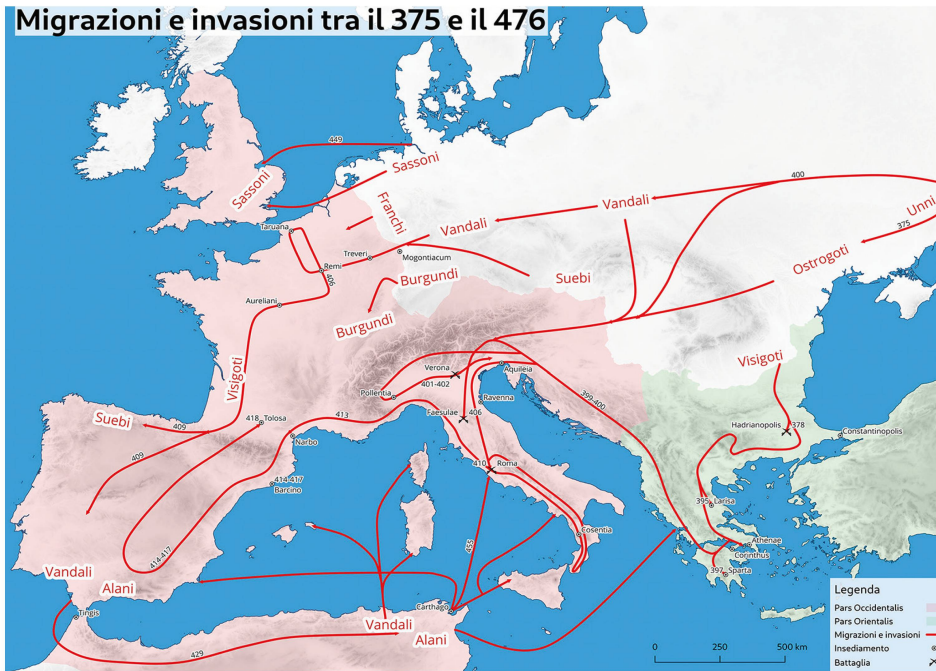 Migrazioni e invasioni tra il 375 e il 476
449
Sassoni
Sassoni
400
Unni
Franchi
Vandali
Vandali
375
Taruana
Treveri
Mogontiacum
Ostrogoti
Remi
406
Burgundi
Suebi
Aureliani
Burgundi
Visigoti
Verona
Visigoti
401-402
Aquileia
Pollentia
399-400
Ravenna
Suebi
409
418
Tolosa
413
Faesulae
406
Hadrianopolis
378
Constantinopolis
Narbo
409
410
Roma
414-417
Barcino
395
Larisa
Cosentia
Athenae
414-417
455
Corinthus
Vandali
Alani
397
Sparta
Tingis
Carthago
Vandali
Alani
429
Legenda
Pars Occidentalis
Pars Orientalis
Migrazioni e invasioni
Insediamento
Battaglia
0
250
500 km